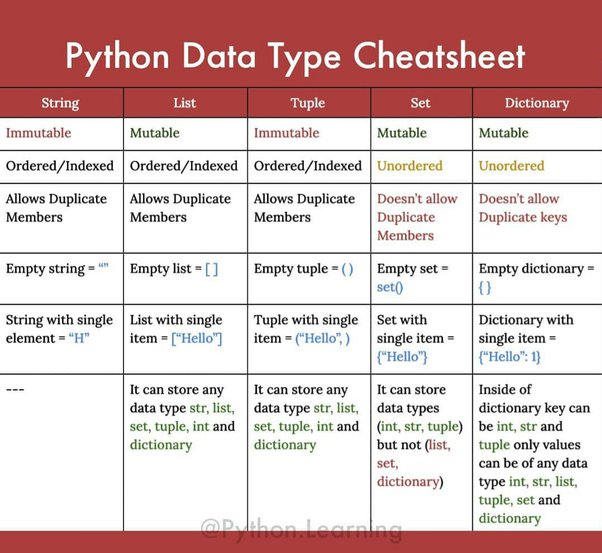 Python Data Type Cheatsheet
String
List
Tuple
Set
Dictionary
Immutable
Mutable
Immutable
Mutable
Mutable
Ordered/Indexed
Ordered/Indexed
Ordered/Indexed
Unordered
Unordered
Allows Duplicate
Members
Allows Duplicate
Members
Allows Duplicate
Members
Doesn’t allow
Duplicate
Members
Doesn’t allow
Duplicate keys
Empty string = “”
Empty list = [ ]
Empty tuple = ( )
Empty set =
set()
Empty dictionary =
{ }
String with single
element = “H”
List with single
item = [“Hello”]
Tuple with single
item = (“Hello”, )
Set with
single item =
{“Hello”}
Dictionary with
single item =
{“Hello”: 1}
---
It can store any
data type str, list,
set, tuple, int and
dictionary
It can store any
data type str, list,
set, tuple, int and
dictionary
It can store
data types
(int, str, tuple)
but not (list,
set,
dictionary)
Inside of
dictionary key can
be int, str and
tuple only values
can be of any data
type int, str, list,
tuple, set and
dictionary
@Python.Learning